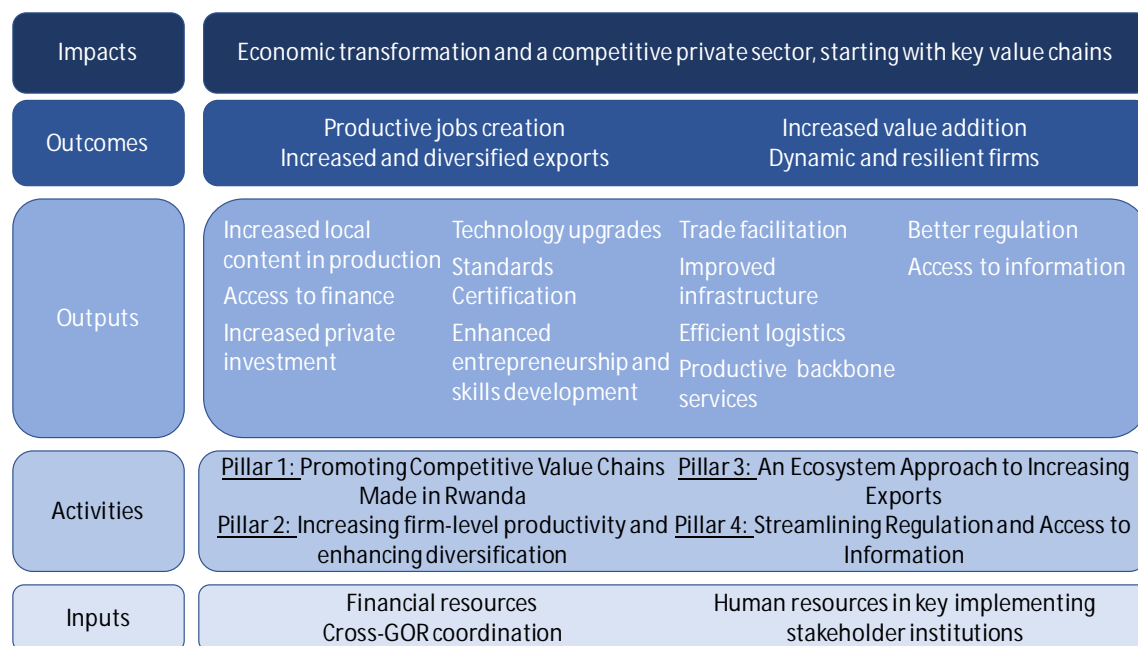 Impacts
Economic transformation and a competitive private sector, starting with key value chains
Outcomes
Productive jobs creation
Increased and diversified exports
Increased value addition
Dynamic and resilient firms
Outputs
Increased local
content in production
Access to finance
Increased private
investment
Technology upgrades
Standards
Certification
Enhanced
entrepreneurship and
skills development
Trade facilitation
Improved
infrastructure
Efficient logistics
Productive backbone
services
Better regulation
Access to information
Activities
Pillar 1: Promoting Competitive Value Chains
Made in Rwanda
Pillar 2: Increasing firm-level productivity and
enhancing diversification
Pillar 3: An Ecosystem Approach to Increasing
Exports
Pillar 4: Streamlining Regulation and Access to
Information
Inputs
Financial resources
Cross-GOR coordination
Human resources in key implementing
stakeholder institutions